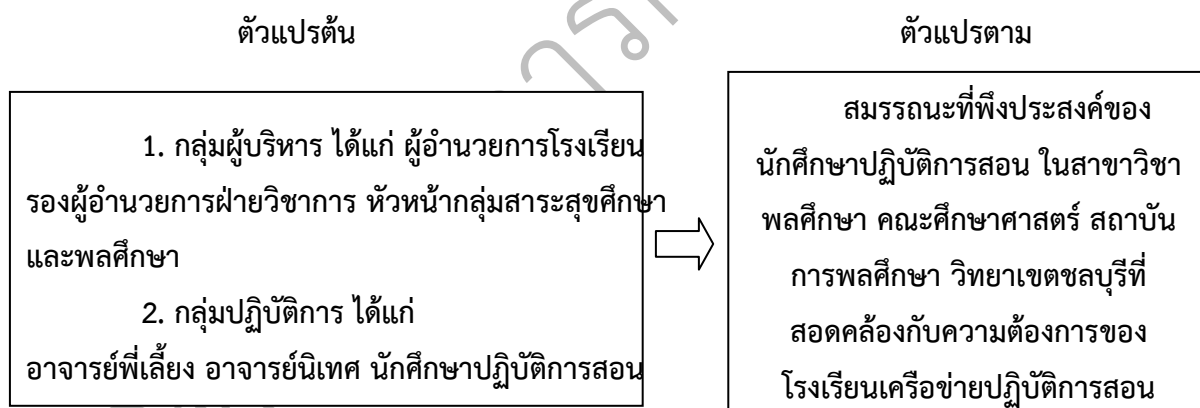 ตัวแปรต้น
ตัวแปรตาม
1. กลุ่มผู้บริหาร ได้แก่ ผู้อำนวยการโรงเรียน
รองผู้อำนวยการฝ่ายวิชาการ หัวหน้ากลุ่มสาระสุขศึกษา
และพลศึกษา
2. กลุ่มปฏิบัติการ ได้แก่
อาจารย์พี่เลี้ยง อาจารย์นิเทศ นักศึกษาปฏิบัติการสอน
สมรรถนะที่พึงประสงค์ของ
นักศึกษาปฏิบัติการสอน ในสาขาวิชา
พลศึกษา คณะศึกษาศาสตร์ สถาบัน
การพลศึกษา วิทยาเขตชลบุรีที่
สอดคล้องกับความต้องการของ
โรงเรียนเครือข่ายปฏิบัติการสอน